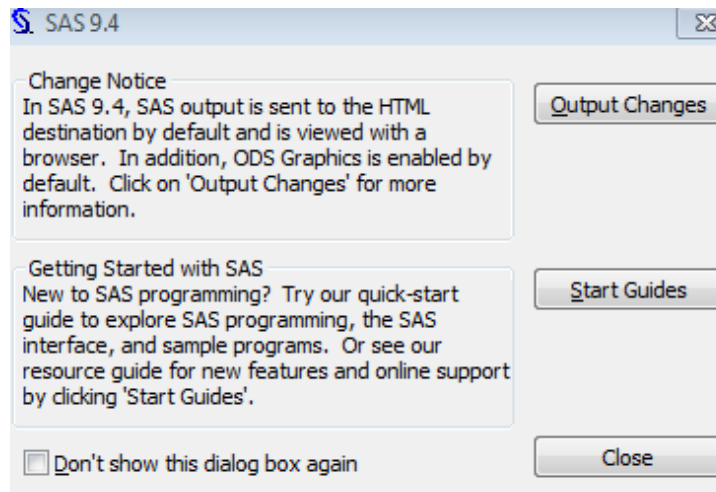 SAS 9.4
Change Notice
In SAS 9.4, SAS output is sent to the HTML
destination by default and is viewed with a
browser.  In addition, ODS Graphics is enabled by
default.  Click on 'Output Changes' for more
information.
Output Changes
Getting Started with SAS
New to SAS programming?  Try our quick-start
guide to explore SAS programming, the SAS
interface, and sample programs.  Or see our
resource guide for new features and online support
by clicking 'Start Guides'.
Start Guides
Don't show this dialog box again
Close